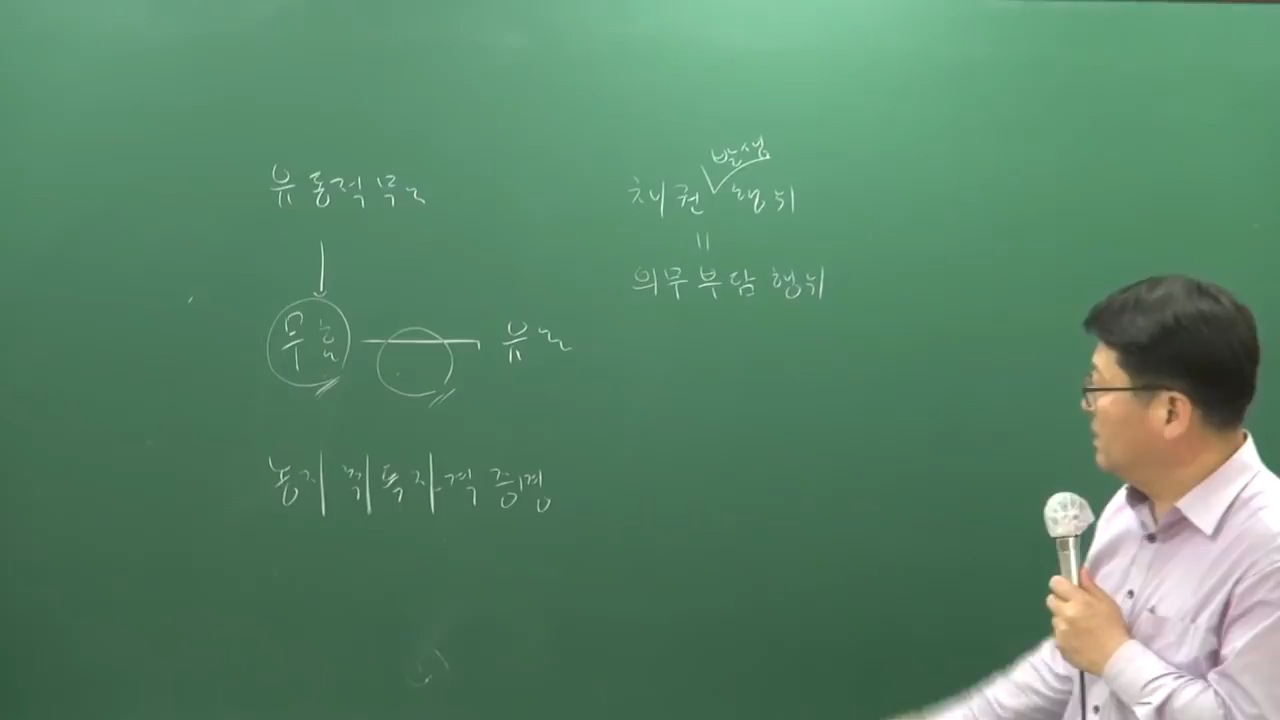 유동적 무효
무효 유효
농지취득자격증명
발생
채권 행위
=
의무부담행위